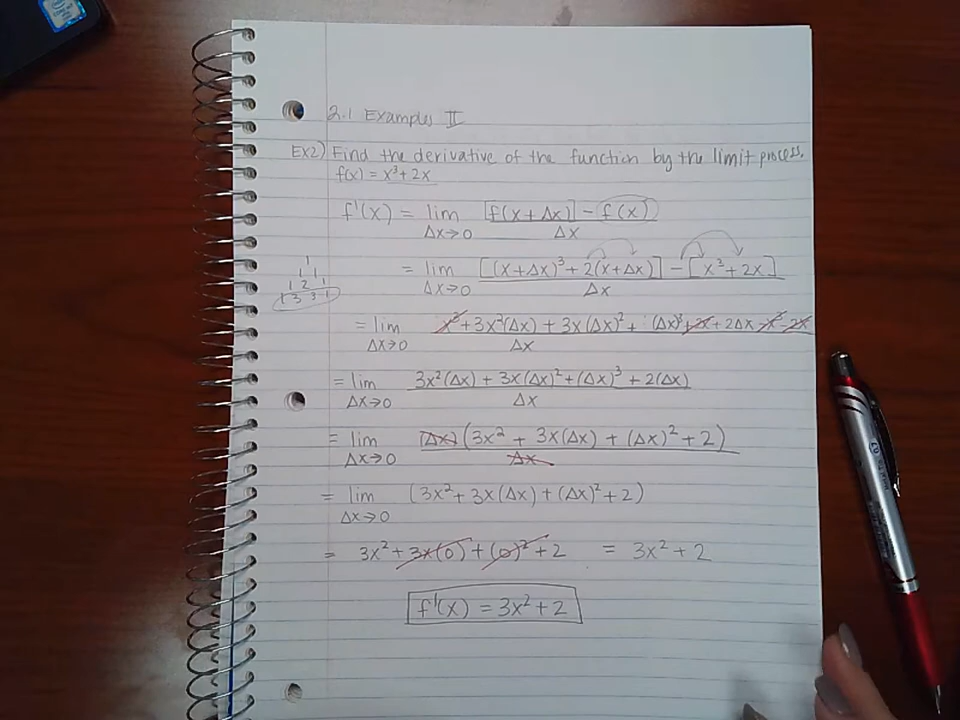 2.1 Examples II
Ex2) Find the derivative of the function by the limit process.
f(x) = x³ + 2x
f'(x) = lim Δx→0 [f(x + Δx)] - f(x) / Δx
1
1 1
1 2 1
1 3 3 1
= lim Δx→0 [(x + Δx)³ + 2(x + Δx)] - [x³ + 2x] / Δx
= lim Δx→0 x³ + 3x²(Δx) + 3x(Δx)² + (Δx)³ + 2x + 2Δx - x³ - 2x / Δx
= lim Δx→0 3x²(Δx) + 3x(Δx)² + (Δx)³ + 2(Δx) / Δx
= lim Δx→0 (Δx)(3x² + 3x(Δx) + (Δx)² + 2) / Δx
= lim Δx→0 (3x² + 3x(Δx) + (Δx)² + 2)
= 3x² + 3x(0) + (0)² + 2 = 3x² + 2
f'(x) = 3x² + 2